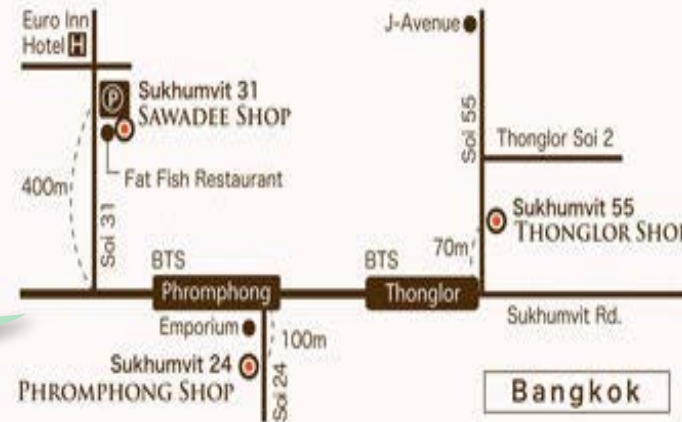 Euro Inn
Hotel H
P
Sukhumvit 31
SAWADEE SHOP
Fat Fish Restaurant
400m
Soi 31
J-Avenue
Soi 55
Thonglor Soi 2
Sukhumvit 55
THONGLOR SHOP
70m
BTS
Phromphong
BTS
Thonglor
Sukhumvit Rd.
Emporium
100m
Sukhumvit 24
PHROMPHONG SHOP
Soi 24
Bangkok